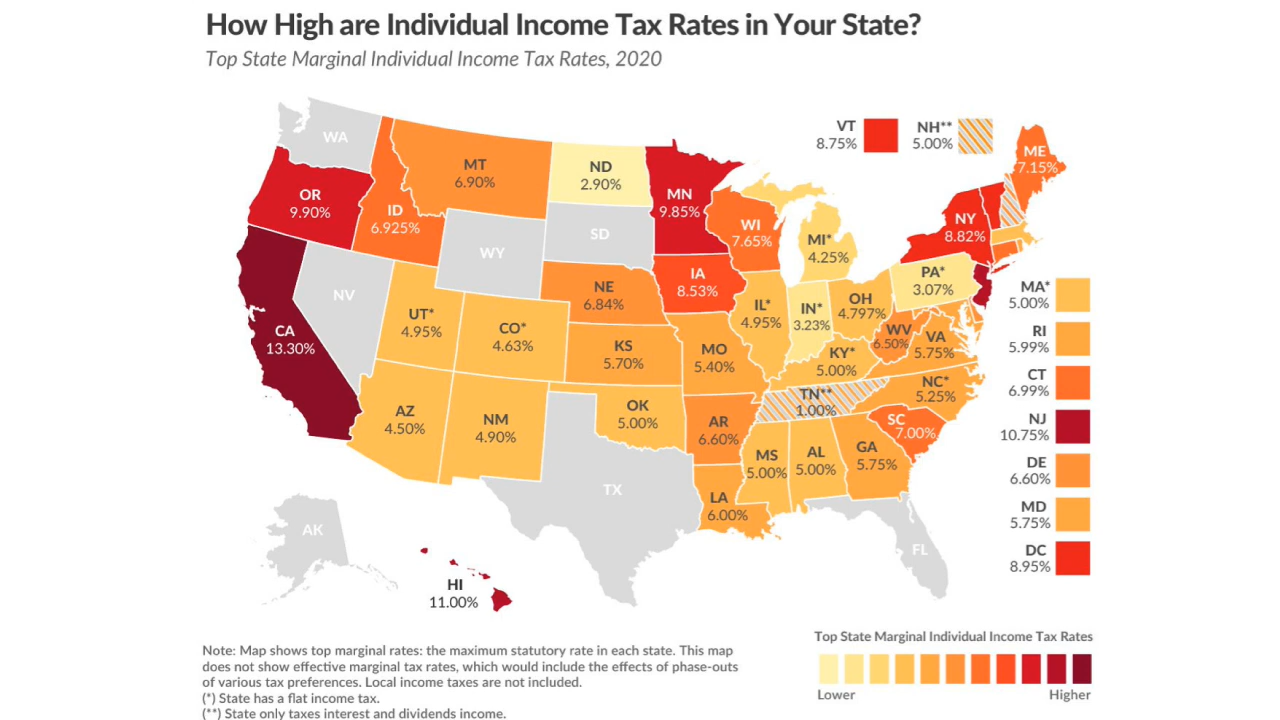 How High are Individual Income Tax Rates in Your State?
Top State Marginal Individual Income Tax Rates, 2020
WA
MT
6.90%
ND
2.90%
MN
9.85%
VT
8.75%
NH**
5.00%
ME
7.15%
OR
9.90%
ID
6.925%
WY
SD
WI
7.65%
MI*
4.25%
NY
8.82%
NV
UT*
4.95%
CO*
4.63%
NE
6.84%
IA
8.53%
IL*
4.95%
IN*
3.23%
OH
4.797%
PA*
3.07%
CA
13.30%
KS
5.70%
MO
5.40%
KY*
5.00%
WV
6.50%
VA
5.75%
AZ
4.50%
NM
4.90%
OK
5.00%
AR
6.60%
TN**
1.00%
NC*
5.25%
SC
7.00%
TX
LA
6.00%
MS
5.00%
AL
5.00%
GA
5.75%
FL
AK
HI
11.00%
MA*
5.00%
RI
5.99%
CT
6.99%
NJ
10.75%
DE
6.60%
MD
5.75%
DC
8.95%
Note: Map shows top marginal rates: the maximum statutory rate in each state. This map
does not show effective marginal tax rates, which would include the effects of phase-outs
of various tax preferences. Local income taxes are not included.
(*) State has a flat income tax.
(**) State only taxes interest and dividends income.
Top State Marginal Individual Income Tax Rates
Lower
Higher